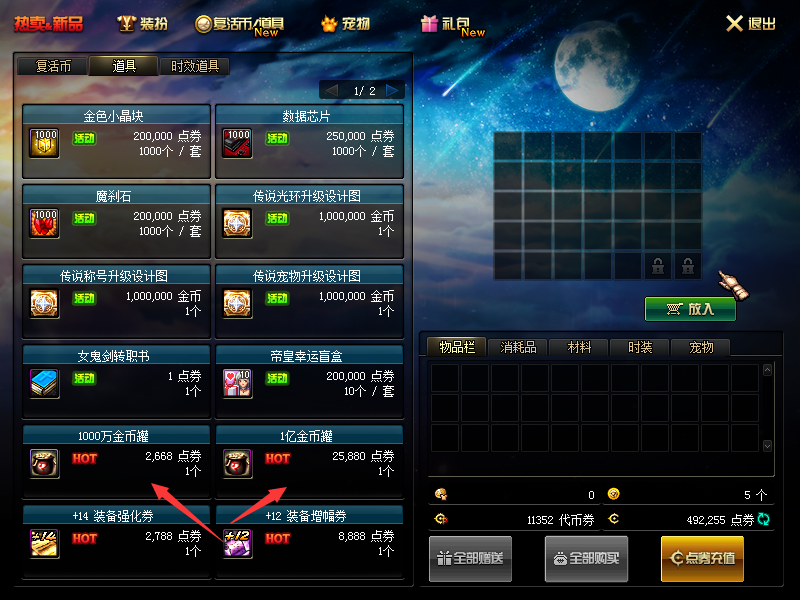 热卖&新品 装扮 复活币/道具 New 宠物 礼包 New 退出
复活币 道具 时效道具
1/ 2
金色小晶块
1000 活动 200,000 点券
1000个 / 套
数据芯片
1000 活动 250,000 点券
1000个 / 套
魔刹石
1000 活动 200,000 点券
1000个 / 套
传说光环升级设计图
活动 1,000,000 金币
1个
传说称号升级设计图
活动 1,000,000 金币
1个
传说宠物升级设计图
活动 1,000,000 金币
1个
女鬼剑转职书
活动 1 点券
1个
帝皇幸运盲盒
10 活动 200,000 点券
10个 / 套
1000万金币罐
HOT 2,668 点券
1个
1亿金币罐
HOT 25,880 点券
1个
+14 装备强化券
+14 HOT 2,788 点券
1个
+12 装备增幅券
+12 HOT 8,888 点券
1个
放入
物品栏 消耗品 材料 时装 宠物
0 5 个
11352 代币券 492,255 点券
全部赠送 全部购买 点券充值